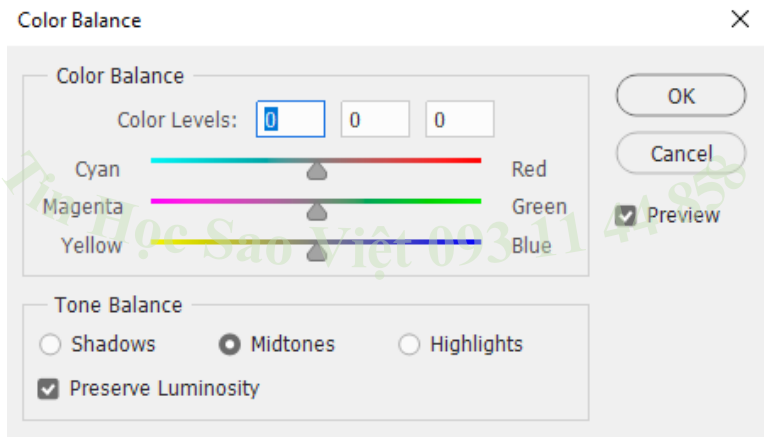 Color Balance
Color Balance
Color Levels: 0 0 0
OK
Cyan Red
Cancel
Magenta Green
Preview
Yellow Blue
Tin Học Sao Việt 093 11 44 858
Tone Balance
Shadows Midtones Highlights
Preserve Luminosity